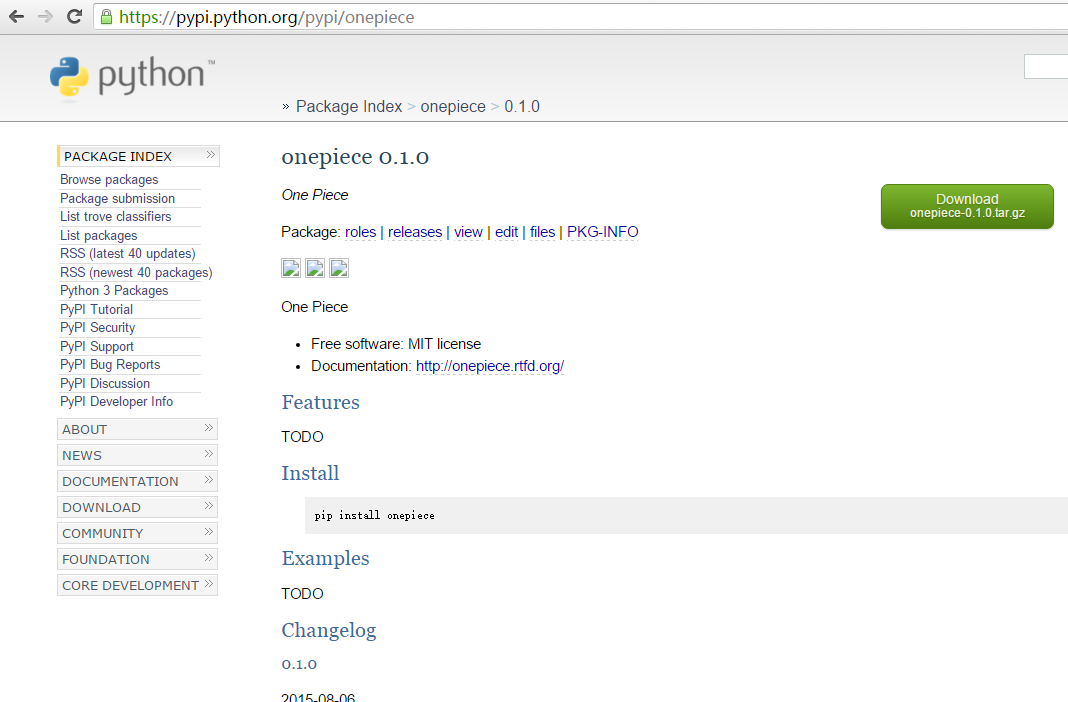 https://pypi.python.org/pypi/onepiece
python™
» Package Index > onepiece > 0.1.0
PACKAGE INDEX »
Browse packages
Package submission
List trove classifiers
List packages
RSS (latest 40 updates)
RSS (newest 40 packages)
Python 3 Packages
PyPI Tutorial
PyPI Security
PyPI Support
PyPI Bug Reports
PyPI Discussion
PyPI Developer Info
ABOUT »
NEWS »
DOCUMENTATION »
DOWNLOAD »
COMMUNITY »
FOUNDATION »
CORE DEVELOPMENT »
onepiece 0.1.0
One Piece
Download
onepiece-0.1.0.tar.gz
Package: roles | releases | view | edit | files | PKG-INFO
One Piece
• Free software: MIT license
• Documentation: http://onepiece.rtfd.org/
Features
TODO
Install
pip install onepiece
Examples
TODO
Changelog
0.1.0
2015-08-06